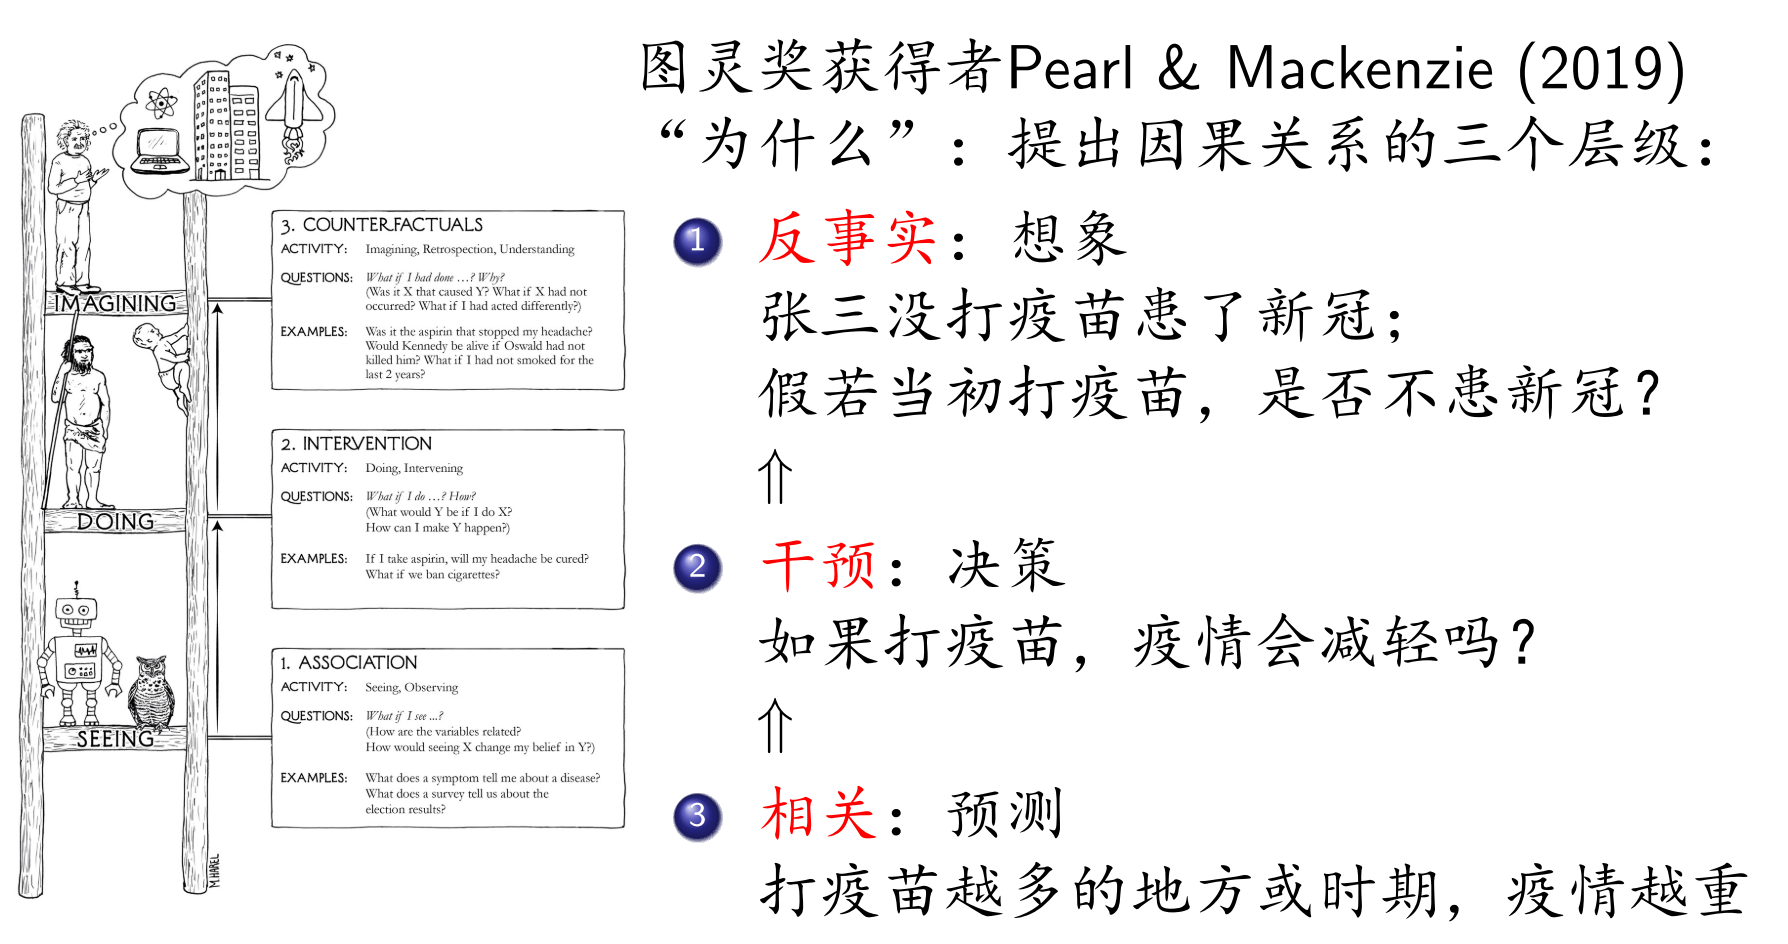 图灵奖获得者Pearl & Mackenzie (2019)
“为什么”：提出因果关系的三个层级：
IMAGINING
DOING
SEEING
M.HAREL
3. COUNTERFACTUALS
ACTIVITY: Imagining, Retrospection, Understanding
QUESTIONS: What if I had done …? Why?
(Was it X that caused Y? What if X had not
occurred? What if I had acted differently?)
EXAMPLES: Was it the aspirin that stopped my headache?
Would Kennedy be alive if Oswald had not
killed him? What if I had not smoked for the
last 2 years?
2. INTERVENTION
ACTIVITY: Doing, Intervening
QUESTIONS: What if I do …? How?
(What would Y be if I do X?
How can I make Y happen?)
EXAMPLES: If I take aspirin, will my headache be cured?
What if we ban cigarettes?
1. ASSOCIATION
ACTIVITY: Seeing, Observing
QUESTIONS: What if I see ...?
(How are the variables related?
How would seeing X change my belief in Y?)
EXAMPLES: What does a symptom tell me about a disease?
What does a survey tell us about the
election results?
1 反事实：想象
张三没打疫苗患了新冠；
假若当初打疫苗，是否不患新冠？
⇑
2 干预：决策
如果打疫苗，疫情会减轻吗？
⇑
3 相关：预测
打疫苗越多的地方或时期，疫情越重